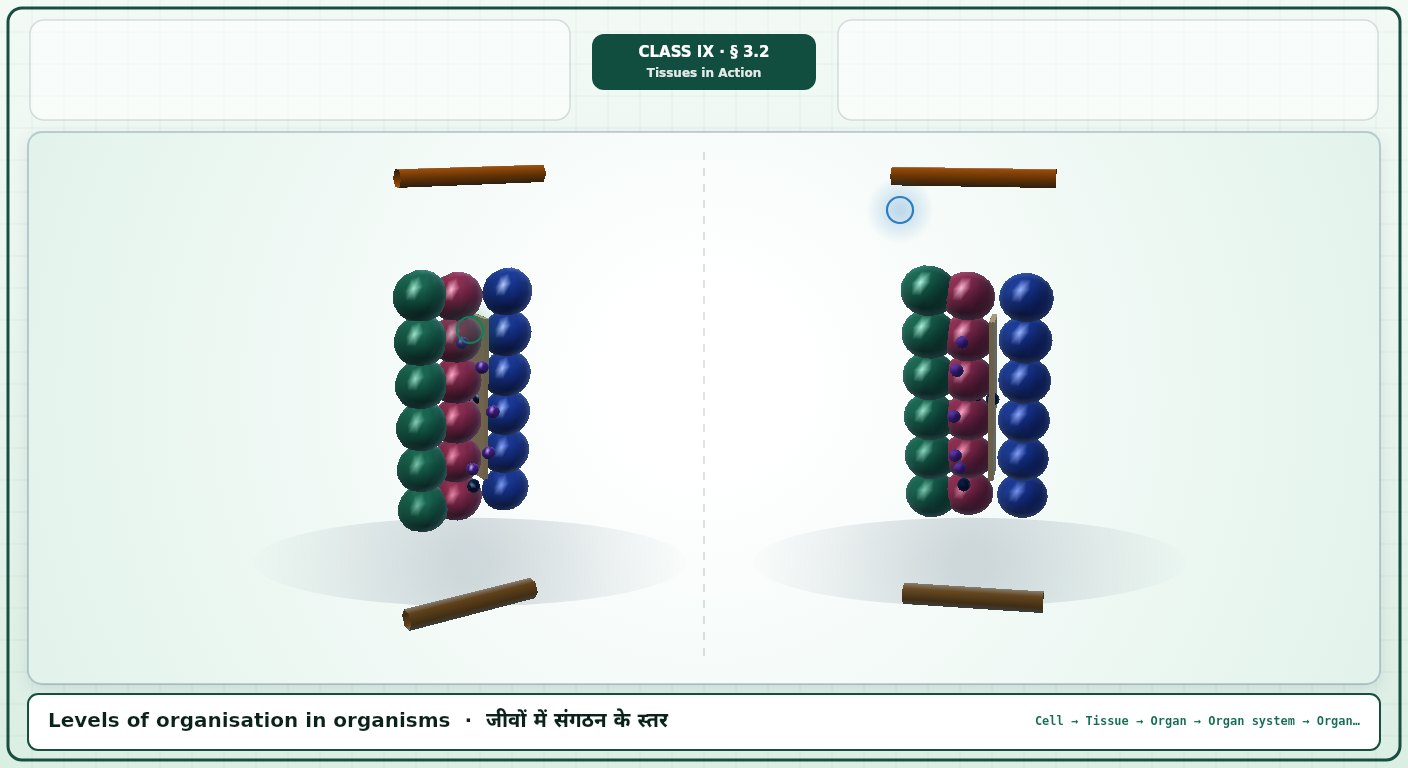 CLASS IX · § 3.2
Tissues in Action
Levels of organisation in organisms · जीवों में संगठन के स्तर
Cell → Tissue → Organ → Organ system → Organ…